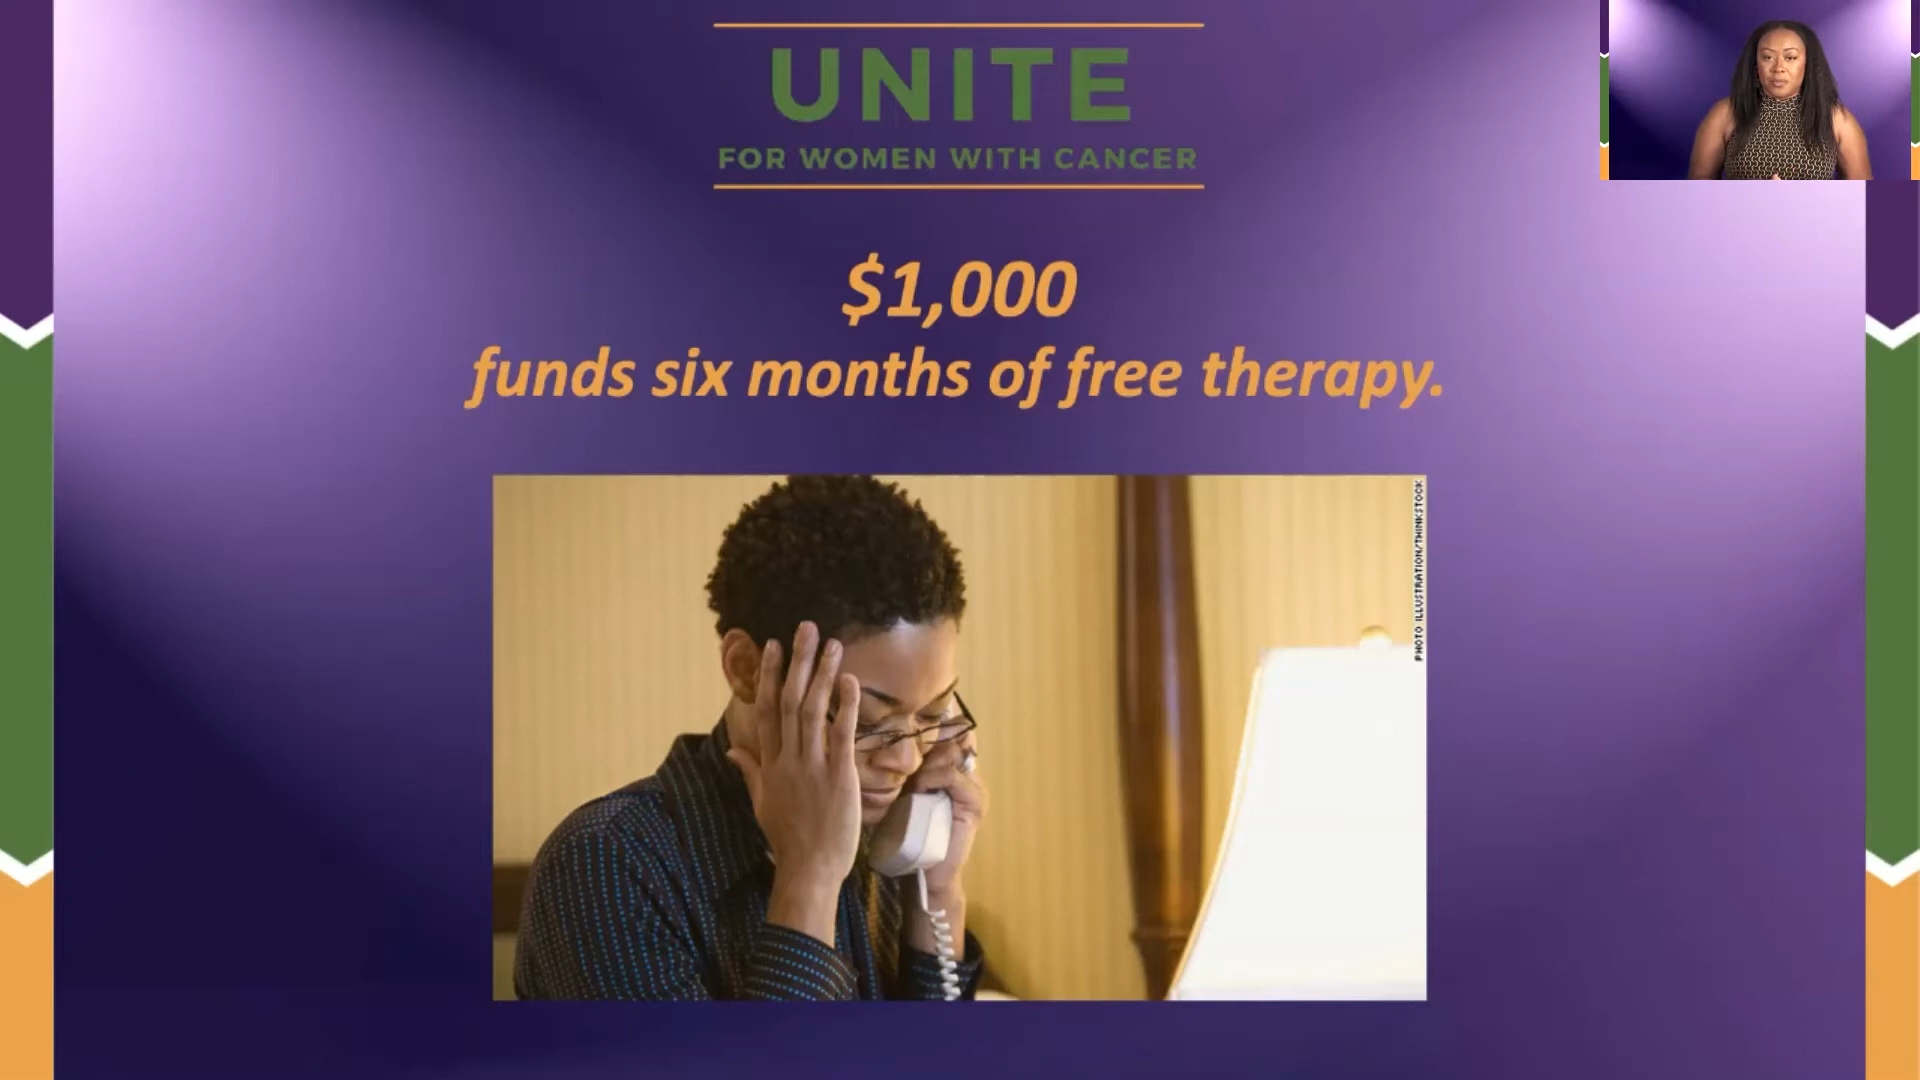 UNITE
FOR WOMEN WITH CANCER
$1,000
funds six months of free therapy.
PHOTO ILLUSTRATION/THINKSTOCK